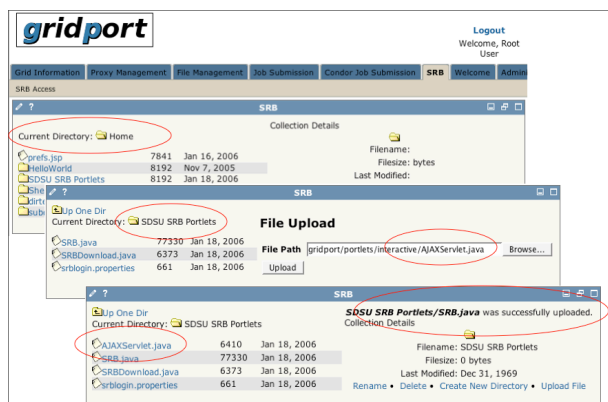 gridport
Logout
Welcome, Root
User
Grid Information Proxy Management File Management Job Submission Condor Job Submission SRB Welcome Admini
SRB Access
? SRB
Collection Details
Current Directory: Home
Filename:
Filesize: bytes
Last Modified:
prefs.jsp 7841 Jan 16, 2006
HelloWorld 8192 Nov 7, 2005
SDSU SRB Portlets 8192 Jan 18, 2006
She
dirte
sub
? SRB
Up One Dir
Current Directory: SDSU SRB Portlets
File Upload
SRB.java 77330 Jan 18, 2006
SRBDownload.java 6373 Jan 18, 2006
srblogin.properties 661 Jan 18, 2006
File Path gridport/portlets/interactive/AJAXServlet.java Browse...
Upload
? SRB
Up One Dir
Current Directory: SDSU SRB Portlets
SDSU SRB Portlets/SRB.java was successfully uploaded.
Collection Details
AJAXServlet.java 6410 Jan 18, 2006
SRB.java 77330 Jan 18, 2006
SRBDownload.java 6373 Jan 18, 2006
srblogin.properties 661 Jan 18, 2006
Filename: SDSU SRB Portlets
Filesize: 0 bytes
Last Modified: Dec 31, 1969
Rename • Delete • Create New Directory • Upload File